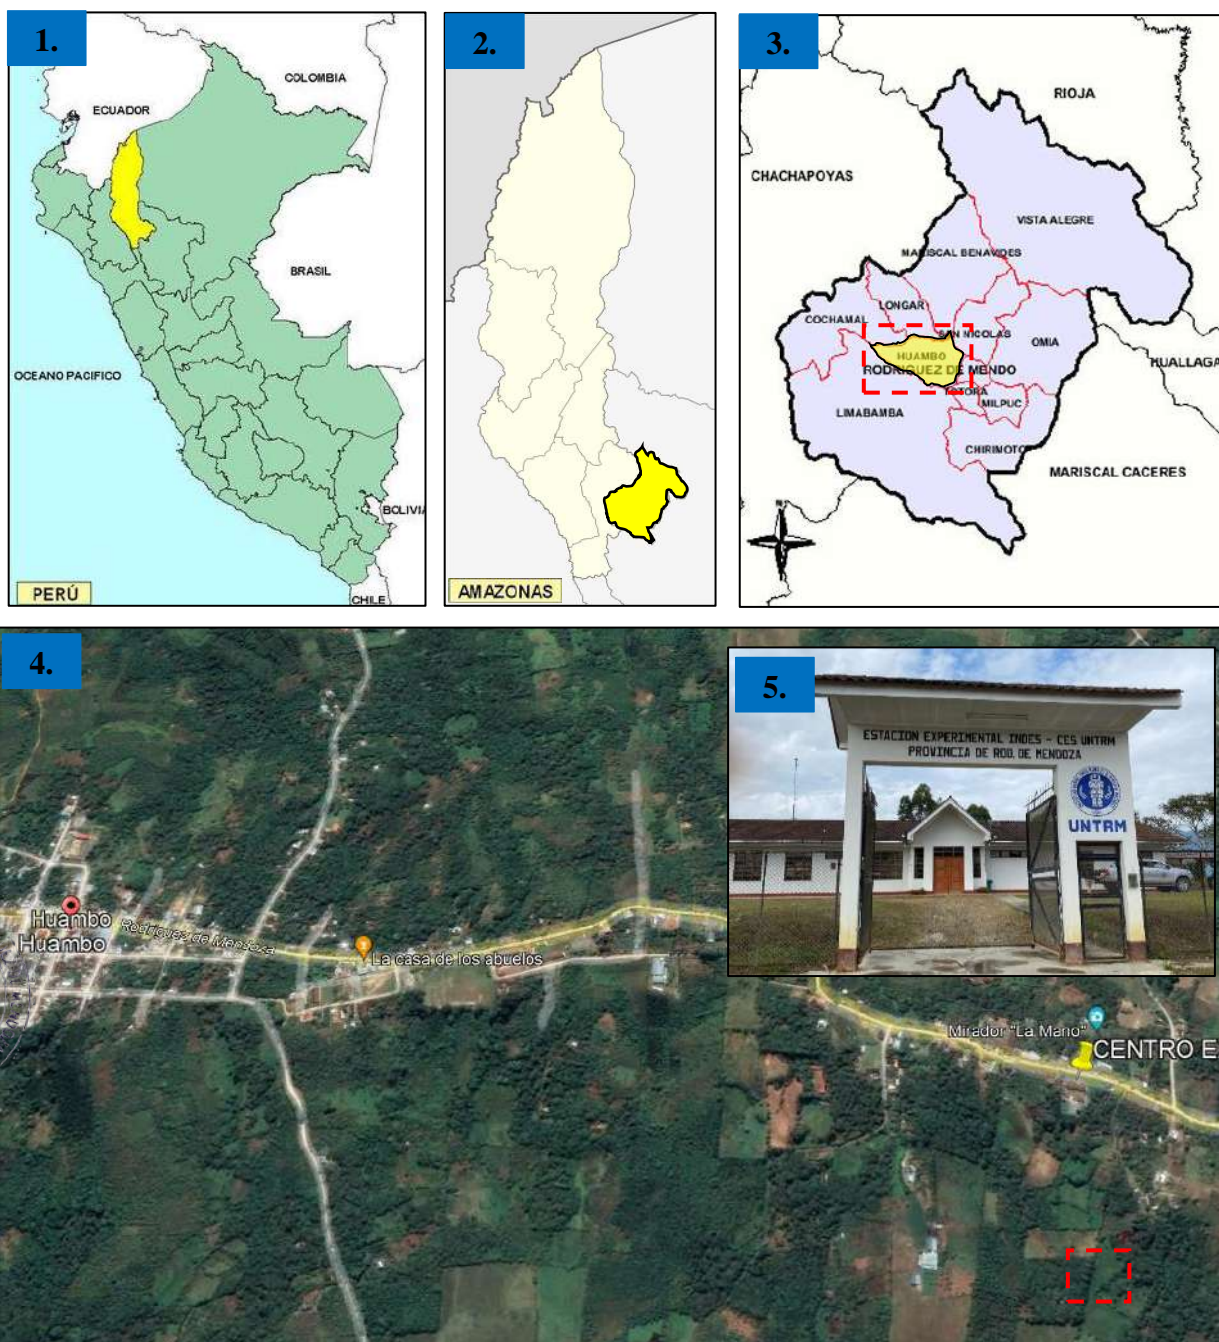 1.
COLOMBIA
ECUADOR
BRASIL
OCEANO PACIFICO
BOLIVIA
PERÚ
CHILE
2.
AMAZONAS
3.
RIOJA
CHACHAPOYAS
VISTA ALEGRE
MARISCAL BENAVIDES
LONGAR
COCHAMAL
SAN NICOLAS
OMIA
HUAMBO
HUALLAGA
RODRIGUEZ DE MENDO
TOTORA
MILPUC
LIMABAMBA
CHIRIMOTO
MARISCAL CACERES
N
4.
Huambo
Huambo
Rodriguez de Mendoza
La casa de los abuelos
5.
ESTACION EXPERIMENTAL INDES - CES UNTRM
PROVINCIA DE ROD. DE MENDOZA
UNTRM
Mirador "La Mano"
CENTRO E